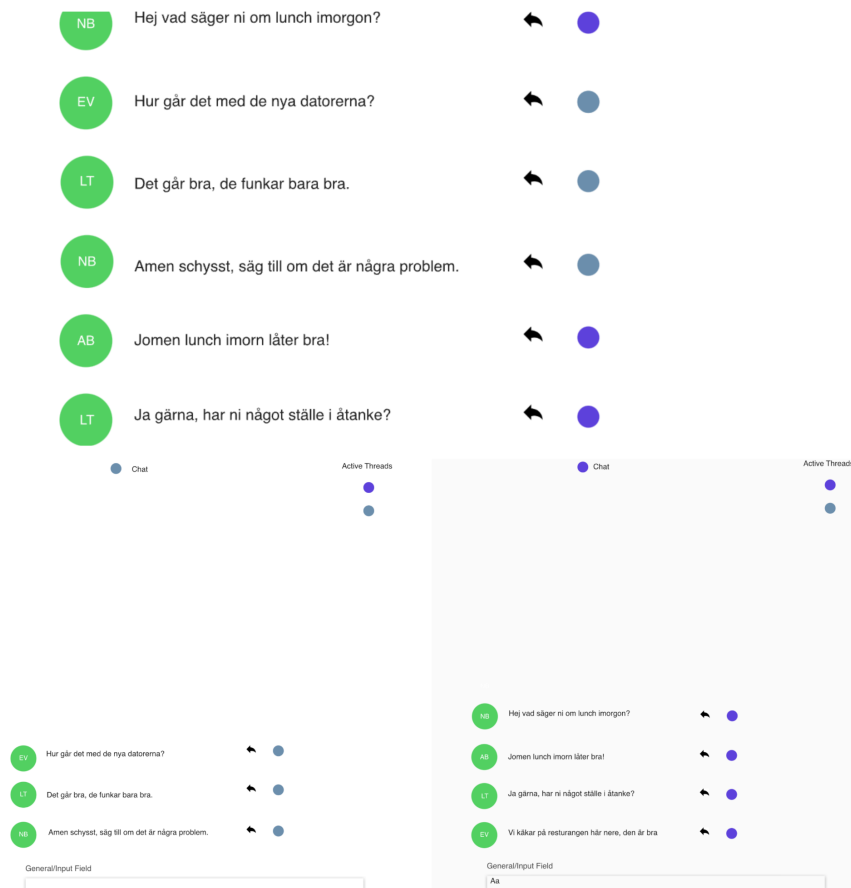 NB
Hej vad säger ni om lunch imorgon?
EV
Hur går det med de nya datorerna?
LT
Det går bra, de funkar bara bra.
NB
Amen schysst, säg till om det är några problem.
AB
Jomen lunch imorn låter bra!
LT
Ja gärna, har ni något ställe i åtanke?
Chat
Active Threads
EV
Hur går det med de nya datorerna?
LT
Det går bra, de funkar bara bra.
NB
Amen schysst, säg till om det är några problem.
General/Input Field
Chat
Active Threads
NB
Hej vad säger ni om lunch imorgon?
AB
Jomen lunch imorn låter bra!
LT
Ja gärna, har ni något ställe i åtanke?
EV
Vi käkar på resturangen här nere, den är bra
General/Input Field
Aa